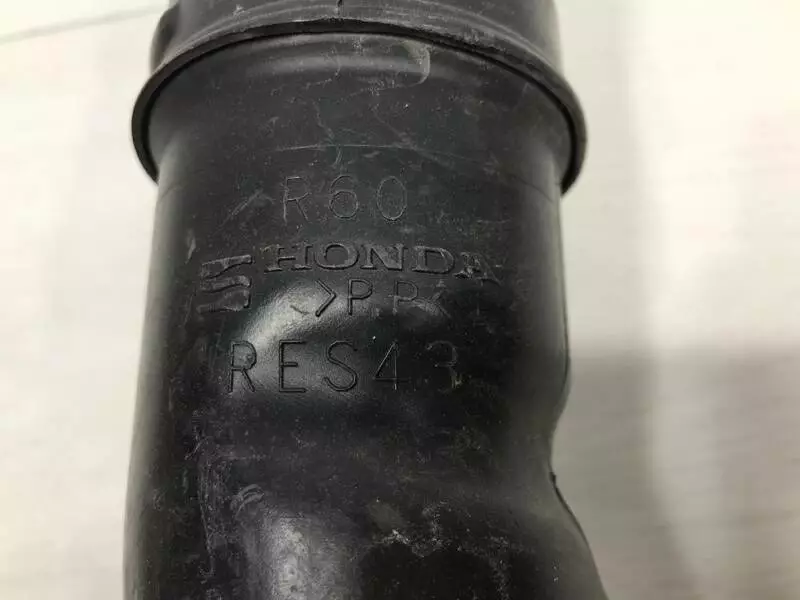 R60
HONDA
>PP<
RES43